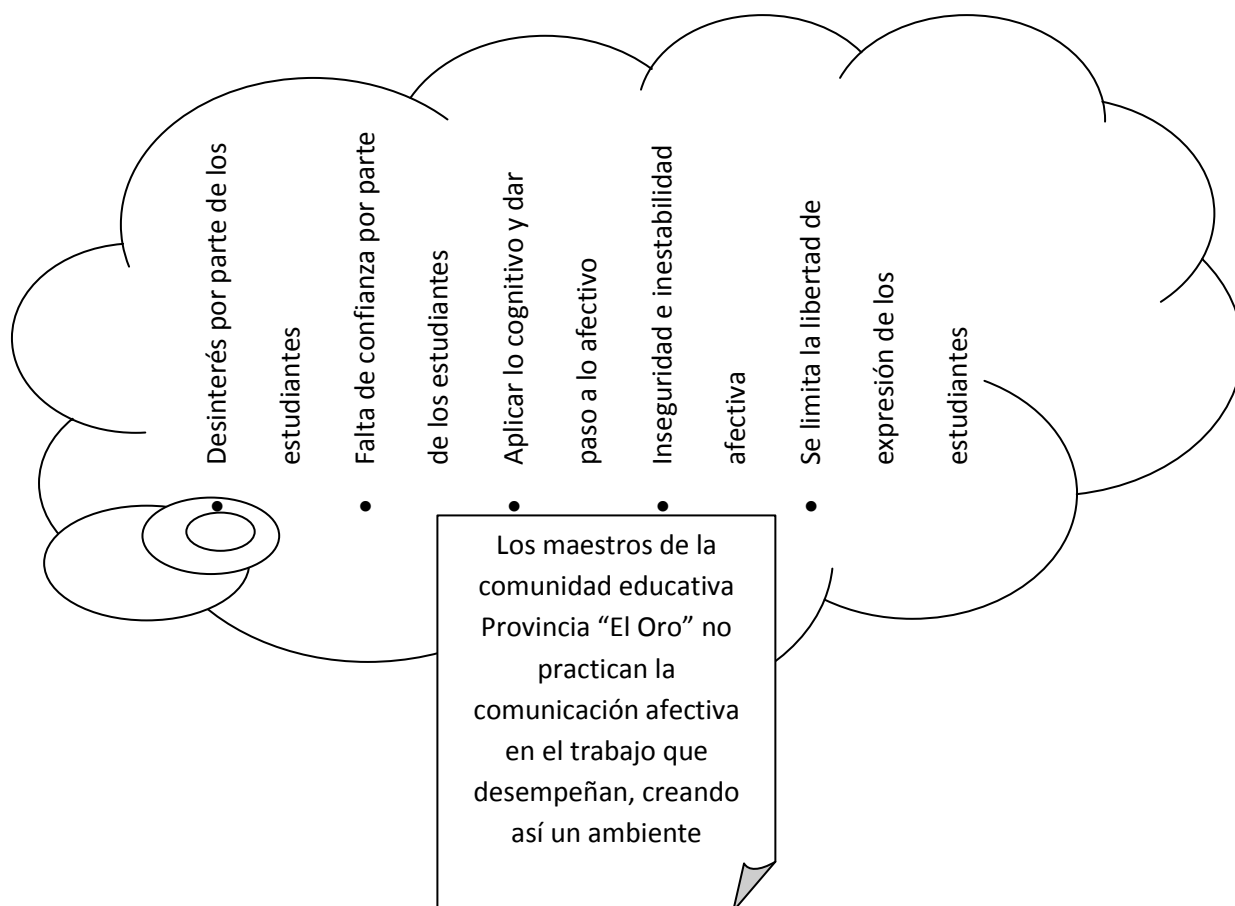 • Desinterés por parte de los
estudiantes
• Falta de confianza por parte
de los estudiantes
• Aplicar lo cognitivo y dar
paso a lo afectivo
• Inseguridad e inestabilidad
afectiva
• Se limita la libertad de
expresión de los
estudiantes
Los maestros de la
comunidad educativa
Provincia “El Oro” no
practican la
comunicación afectiva
en el trabajo que
desempeñan, creando
así un ambiente